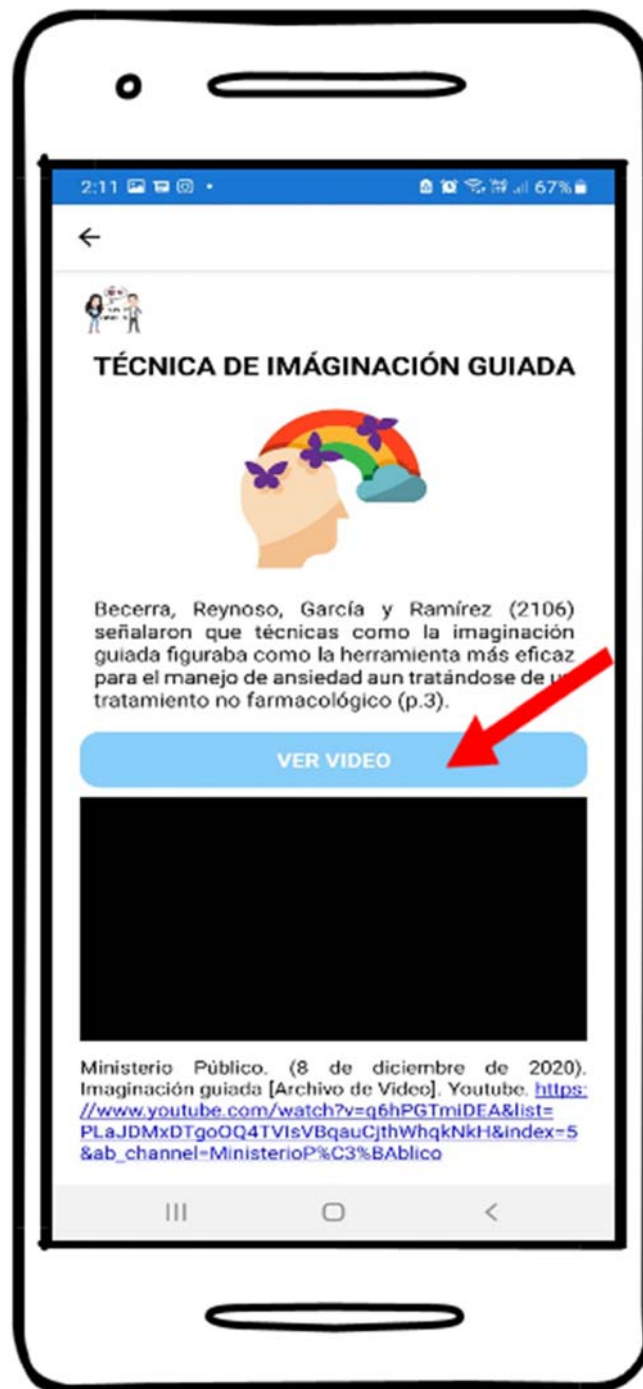 2:11
67%
TÉCNICA DE IMÁGINACIÓN GUIADA
Becerra, Reynoso, García y Ramírez (2106)
señalaron que técnicas como la imaginación
guiada figuraba como la herramienta más eficaz
para el manejo de ansiedad aun tratándose de
tratamiento no farmacológico (p.3).
VER VIDEO
Ministerio Público. (8 de diciembre de 2020).
Imaginación guiada [Archivo de Video]. Youtube. https:
//www.youtube.com/watch?v=q6hPGTmiDEA&list=
PLaJDMxDTgoOQ4TVIsVBqauCjthWhqkNkH&index=5
&ab_channel=MinisterioP%C3%BAblico